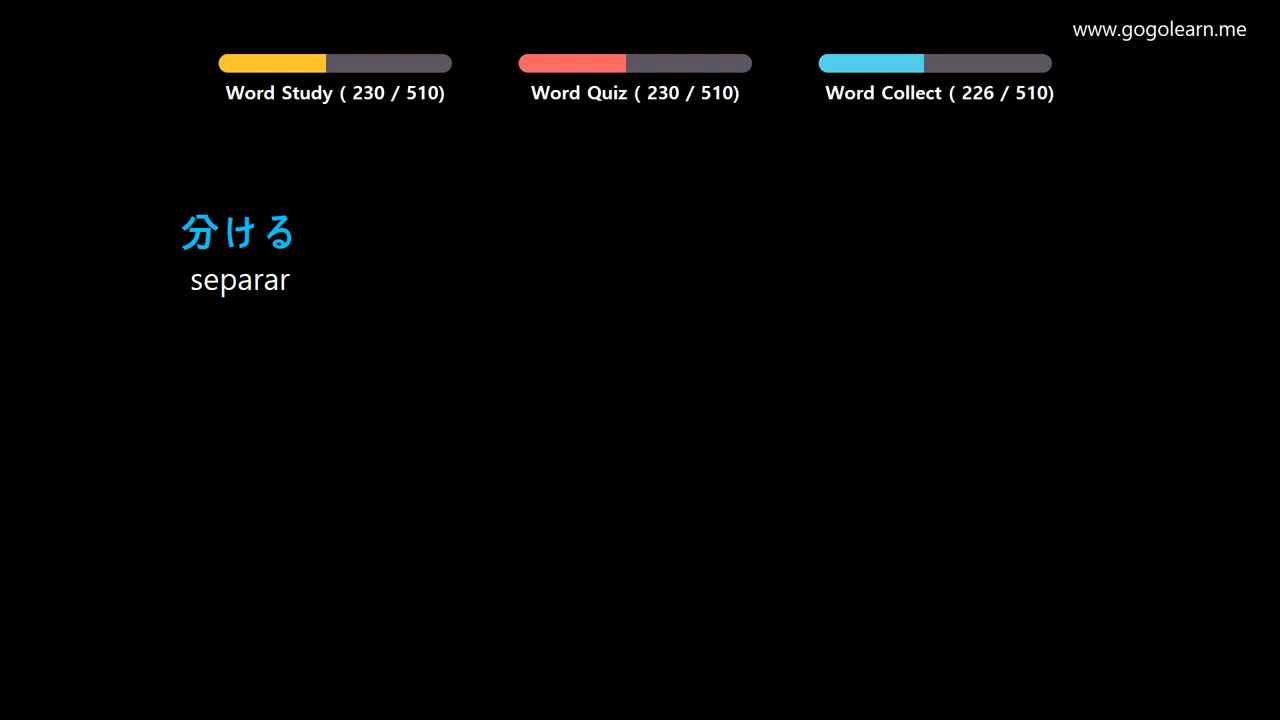 www.gogolearn.me
Word Study ( 230 / 510)
Word Quiz ( 230 / 510)
Word Collect ( 226 / 510)
分ける
separar